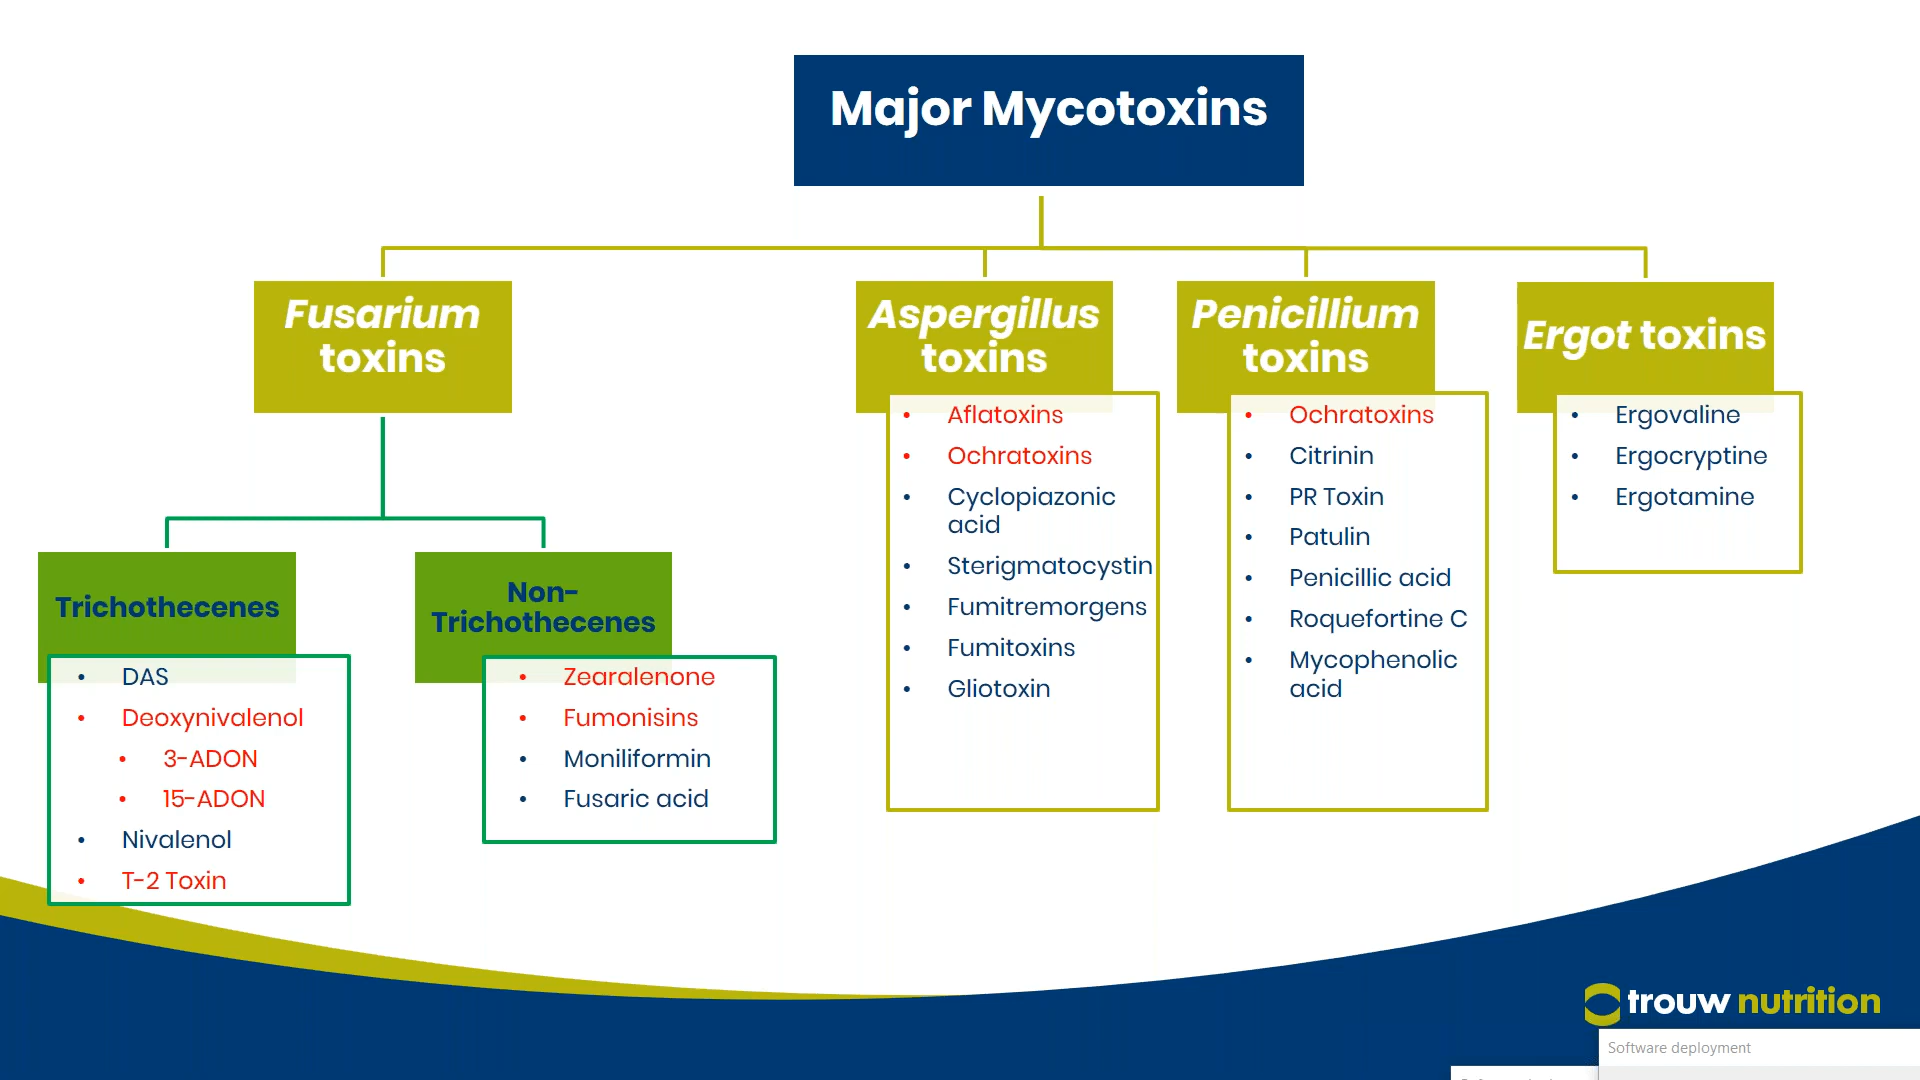 Major Mycotoxins
Fusarium
toxins
Trichothecenes
• DAS
• Deoxynivalenol
• 3-ADON
• 15-ADON
• Nivalenol
• T-2 Toxin
Non-
Trichothecenes
• Zearalenone
• Fumonisins
• Moniliformin
• Fusaric acid
Aspergillus
toxins
• Aflatoxins
• Ochratoxins
• Cyclopiazonic
acid
• Sterigmatocystin
• Fumitremorgens
• Fumitoxins
• Gliotoxin
Penicillium
toxins
• Ochratoxins
• Citrinin
• PR Toxin
• Patulin
• Penicillic acid
• Roquefortine C
• Mycophenolic
acid
Ergot toxins
• Ergovaline
• Ergocryptine
• Ergotamine
trouw nutrition
Software deployment